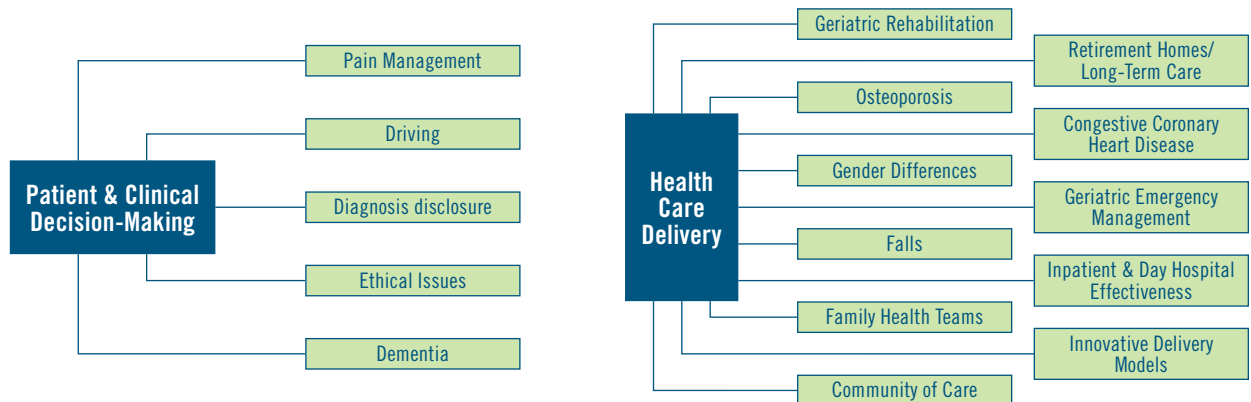 Patient & Clinical
Decision-Making
Pain Management
Driving
Diagnosis disclosure
Ethical Issues
Dementia
Health
Care
Delivery
Geriatric Rehabilitation
Retirement Homes/
Long-Term Care
Osteoporosis
Congestive Coronary
Heart Disease
Gender Differences
Geriatric Emergency
Management
Falls
Inpatient & Day Hospital
Effectiveness
Family Health Teams
Innovative Delivery
Models
Community of Care